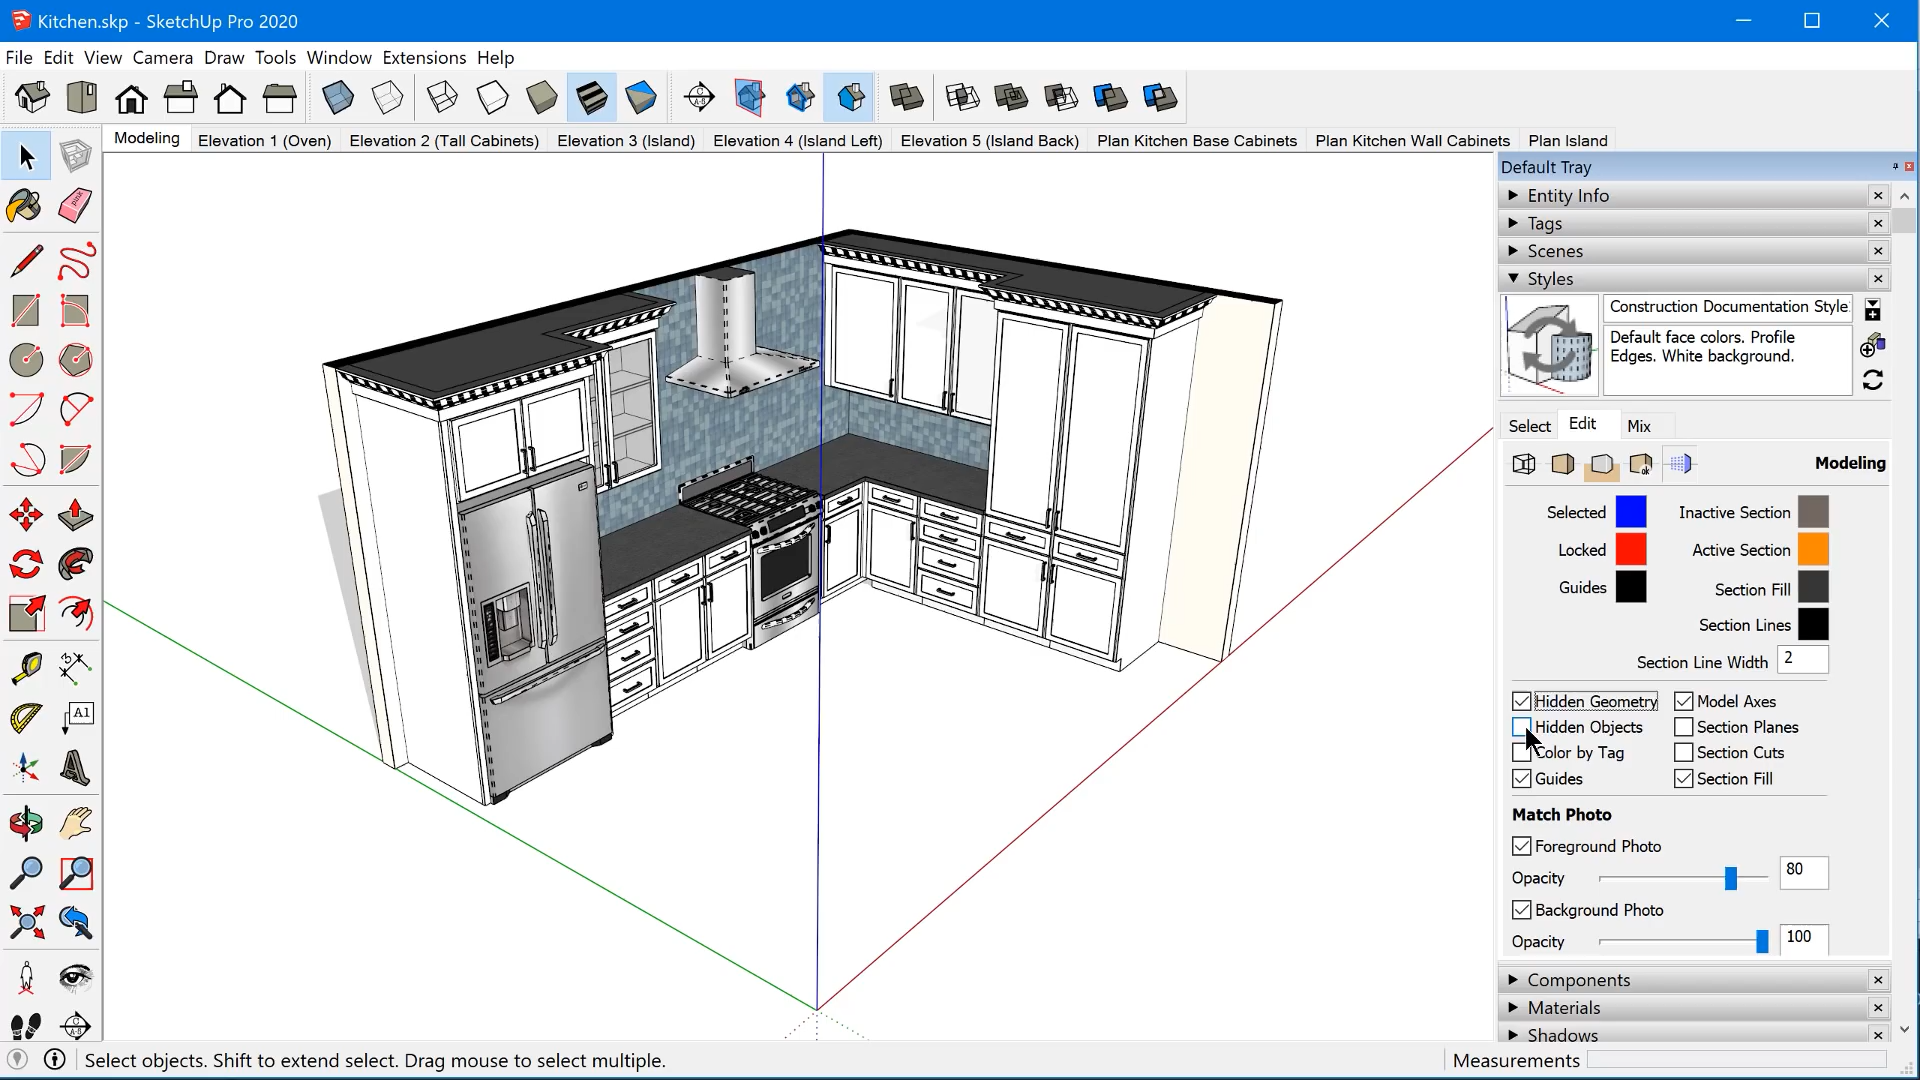 Kitchen.skp - SketchUp Pro 2020
File Edit View Camera Draw Tools Window Extensions Help
Modeling Elevation 1 (Oven) Elevation 2 (Tall Cabinets) Elevation 3 (Island) Elevation 4 (Island Left) Elevation 5 (Island Back) Plan Kitchen Base Cabinets Plan Kitchen Wall Cabinets Plan Island
Default Tray
Entity Info
Tags
Scenes
Styles
Construction Documentation Style
Default face colors. Profile
Edges. White background.
Select Edit Mix
Modeling
Selected Inactive Section
Locked Active Section
Guides Section Fill
Section Lines
Section Line Width 2
Hidden Geometry Model Axes
Hidden Objects Section Planes
Color by Tag Section Cuts
Guides Section Fill
Match Photo
Foreground Photo
Opacity 80
Background Photo
Opacity 100
Components
Materials
Shadows
A1
Select objects. Shift to extend select. Drag mouse to select multiple. Measurements